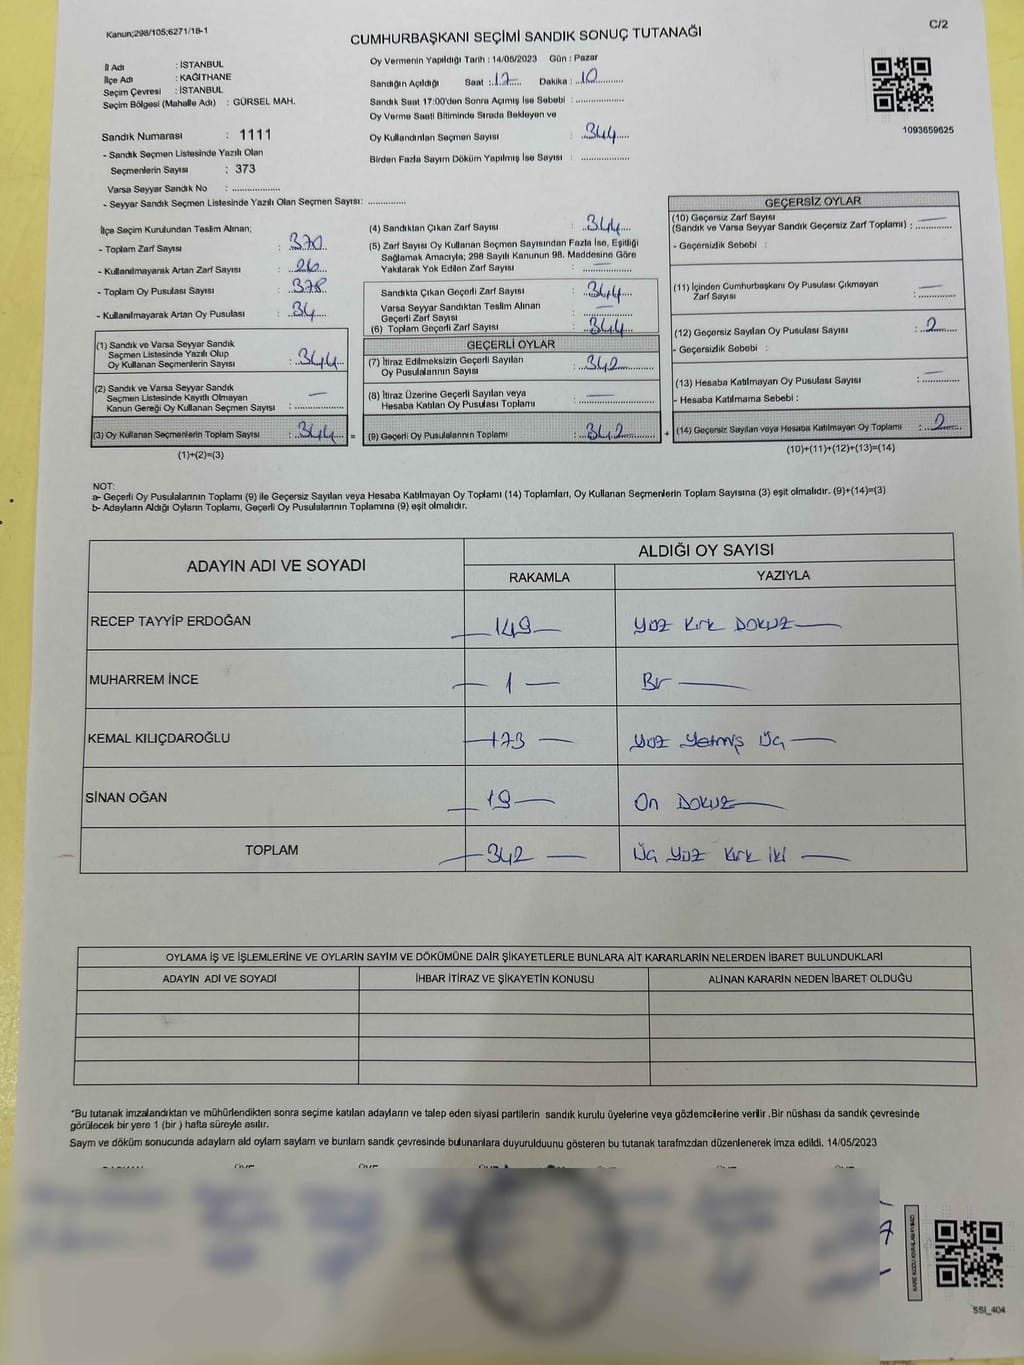 Kanun;298/105;6271/18-1
C/2
CUMHURBAŞKANI SEÇİMİ SANDIK SONUÇ TUTANAĞI
İl Adı : İSTANBUL
İlçe Adı : KAĞITHANE
Seçim Çevresi : İSTANBUL
Seçim Bölgesi (Mahalle Adı) : GÜRSEL MAH.
Sandık Numarası : 1111
- Sandık Seçmen Listesinde Yazılı Olan
Seçmenlerin Sayısı : 373
Varsa Seyyar Sandık No : ..................
- Seyyar Sandık Seçmen Listesinde Yazılı Olan Seçmen Sayısı: ..............
Oy Vermenin Yapıldığı Tarih : 14/05/2023 Gün : Pazar
Sandığın Açıldığı Saat : 17 Dakika : 10
Sandık Saat 17:00'den Sonra Açımış İse Sebebi : ..................
Oy Verme Saati Bitiminde Sırada Bekleyen ve
Oy Kullandırılan Seçmen Sayısı : 344
Birden Fazla Sayım Döküm Yapılmış İse Sayısı : ..................
1093659625
İlçe Seçim Kurulundan Teslim Alınan;
- Toplam Zarf Sayısı : 370
- Kullanılmayarak Artan Zarf Sayısı : 26
- Toplam Oy Pusulası Sayısı : 378
- Kullanılmayarak Artan Oy Pusulası : 34
(1) Sandık ve Varsa Seyyar Sandık
Seçmen Listesinde Yazılı Olup
Oy Kullanan Seçmenlerin Sayısı : 344
(2) Sandık ve Varsa Seyyar Sandık
Seçmen Listesinde Kayıtlı Olmayan
Kanun Gereği Oy Kullanan Seçmen Sayısı : —
(3) Oy Kullanan Seçmenlerin Toplam Sayısı : 344 =
(1)+(2)=(3)
(4) Sandıktan Çıkan Zarf Sayısı : 344
(5) Zarf Sayısı Oy Kullanan Seçmen Sayısından Fazla İse, Eşitliği
Sağlamak Amacıyla; 298 Sayılı Kanunun 98. Maddesine Göre
Yakılarak Yok Edilen Zarf Sayısı : —
Sandıkta Çıkan Geçerli Zarf Sayısı : 344
Varsa Seyyar Sandıktan Teslim Alınan
Geçerli Zarf Sayısı : —
(6) Toplam Geçerli Zarf Sayısı : 344
GEÇERLİ OYLAR
(7) İtiraz Edilmeksizin Geçerli Sayılan
Oy Pusulalarının Sayısı : 342
(8) İtiraz Üzerine Geçerli Sayılan veya
Hesaba Katılan Oy Pusulası Toplamı : —
(9) Geçerli Oy Pusulalarının Toplamı : 342 +
GEÇERSİZ OYLAR
(10) Geçersiz Zarf Sayısı
(Sandık ve Varsa Seyyar Sandık Geçersiz Zarf Toplamı) : —
- Geçersizlik Sebebi :
(11) İçinden Cumhurbaşkanı Oy Pusulası Çıkmayan
Zarf Sayısı : —
(12) Geçersiz Sayılan Oy Pusulası Sayısı : 2
- Geçersizlik Sebebi :
(13) Hesaba Katılmayan Oy Pusulası Sayısı : —
- Hesaba Katılmama Sebebi :
(14) Geçersiz Sayılan veya Hesaba Katılmayan Oy Toplamı : 2
(10)+(11)+(12)+(13)=(14)
NOT:
a- Geçerli Oy Pusulalarının Toplamı (9) ile Geçersiz Sayılan veya Hesaba Katılmayan Oy Toplamı (14) Toplamları, Oy Kullanan Seçmenlerin Toplam Sayısına (3) eşit olmalıdır. (9)+(14)=(3)
b- Adayların Aldığı Oyların Toplamı, Geçerli Oy Pusulalarının Toplamına (9) eşit olmalıdır.
ADAYIN ADI VE SOYADI
ALDIĞI OY SAYISI
RAKAMLA YAZIYLA
RECEP TAYYİP ERDOĞAN — 149 — YÜZ Kırk DOKUZ —
MUHARREM İNCE — 1 — Bir —
KEMAL KILIÇDAROĞLU — 173 — YÜZ Yetmiş Üç —
SİNAN OĞAN — 19 — On DOKUZ —
TOPLAM — 342 — Üç YÜZ Kırk İki —
OYLAMA İŞ VE İŞLEMLERİNE VE OYLARIN SAYIM VE DÖKÜMÜNE DAİR ŞİKAYETLERLE BUNLARA AİT KARARLARIN NELERDEN İBARET BULUNDUKLARI
ADAYIN ADI VE SOYADI İHBAR İTİRAZ VE ŞİKAYETİN KONUSU ALINAN KARARIN NEDEN İBARET OLDUĞU
*Bu tutanak imzalandıktan ve mühürlendikten sonra seçime katılan adayların ve talep eden siyasi partilerin sandık kurulu üyelerine veya gözlemcilerine verilir .Bir nüshası da sandık çevresinde
görülecek bir yere 1 (bir ) hafta süreyle asılır.
Saym ve döküm sonucunda adaylarn ald oylarn saylarn ve bunlarn sandk çevresinde bulunanlara duyurulduunu gösteren bu tutanak tarafmzdan düzenlenerek imza edildi. 14/05/2023
SSI_404